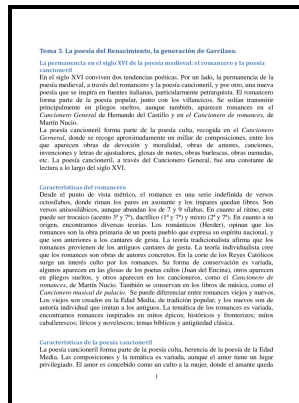 Tema 3. La poesía del Renacimiento, la generación de Garcilaso.
La permanencia en el siglo XVI de la poesía medieval: el romancero y la poesía
cancioneril
En el siglo XVI conviven dos tendencias poéticas. Por un lado, la permanencia de la
poesía medieval, a través del romancero y la poesía cancioneril, y por otro, una nueva
poesía que se inspira en fuentes italianas, particularmente petrarquista. El romancero
forma parte de la poesía popular, junto con los villancicos. Se solían transmitir
principalmente en pliegos sueltos, aunque también, aparecen romances en el
Cancionero General de Hernando del Castillo y en el Cancionero de romances, de
Martín Nucio.
La poesía cancioneril forma parte de la poesía culta, recogida en el Cancionero
General, donde se recoge aproximadamente un millar de composiciones, entre los
que aparecen obras de devoción y moralidad, obras de amores, canciones,
invenciones y letras de ajustadores, glosas de motes, obras burlescas, obras menudas,
etc. La poesía cancioneril, a través del Cancionero General, fue una constante de
lectura a lo largo del siglo XVI.
Características del romancero
Desde el punto de vista métrico, el romance es una serie indefinida de versos
octosílabos, donde riman los pares en asonante y los impares quedan libres. Son
versos anisosilábicos, aunque abundan los de 7 y 9 sílabas. En cuanto al ritmo, este
puede ser trocaico (acento 3ª y 7ª), dactílico (1ª y 7ª) y mixto (2ª y 7ª). En cuanto a su
origen, encontramos diversas teorías. Los románticos (Herder), opinan que los
romances son la obra primaria de un poeta pueblo que expresa su espíritu nacional, y
que son anteriores a los cantares de gesta. La teoría tradicionalista afirma que los
romances provienen de los antiguos cantares de gesta. La teoría individualista cree
que los romances son obras de autores concretos. En la corte de los Reyes Católicos
surge un interés culto por los romances. Su forma de conservación es variada,
algunos aparecen en las glosas de los poetas cultos (Juan del Encina), otros aparecen
en pliegos sueltos, y otros aparecen en los cancioneros, como en el Cancionero de
romances, de Martín Nucio. También se conservan en los libros de música, como el
Cancionero musical de palacio. Se puede diferenciar entre romances viejos y nuevos.
Los viejos son creados en la Edad Media, de tradición popular, y los nuevos son de
autoría individual que imitan a los antiguos. La temática de los romances es variada,
encontramos romances inspirados en mitos épicos; históricos y fronterizos; mitos
caballerescos; líricos y novelescos; temas bíblicos y antigüedad clásica.
Características de la poesía cancioneril
La poesía cancioneril forma parte de la poesía culta, herencia de la poesía de la Edad
Media. Las composiciones y la temática es variada, aunque el amor tiene un lugar
privilegiado. El amor es concebido como un culto a la mujer, donde el amante queda
1